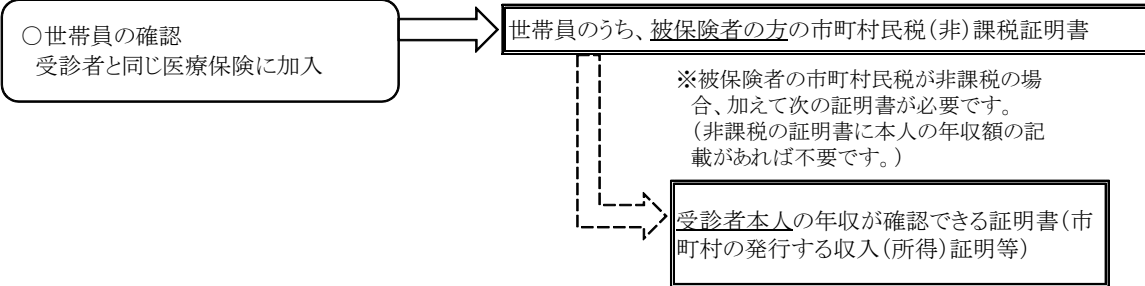 ○世帯員の確認
受診者と同じ医療保険に加入
世帯員のうち、被保険者の方の市町村民税(非)課税証明書
※被保険者の市町村民税が非課税の場
合、加えて次の証明書が必要です。
(非課税の証明書に本人の年収額の記
載があれば不要です。)
受診者本人の年収が確認できる証明書(市
町村の発行する収入(所得)証明等)